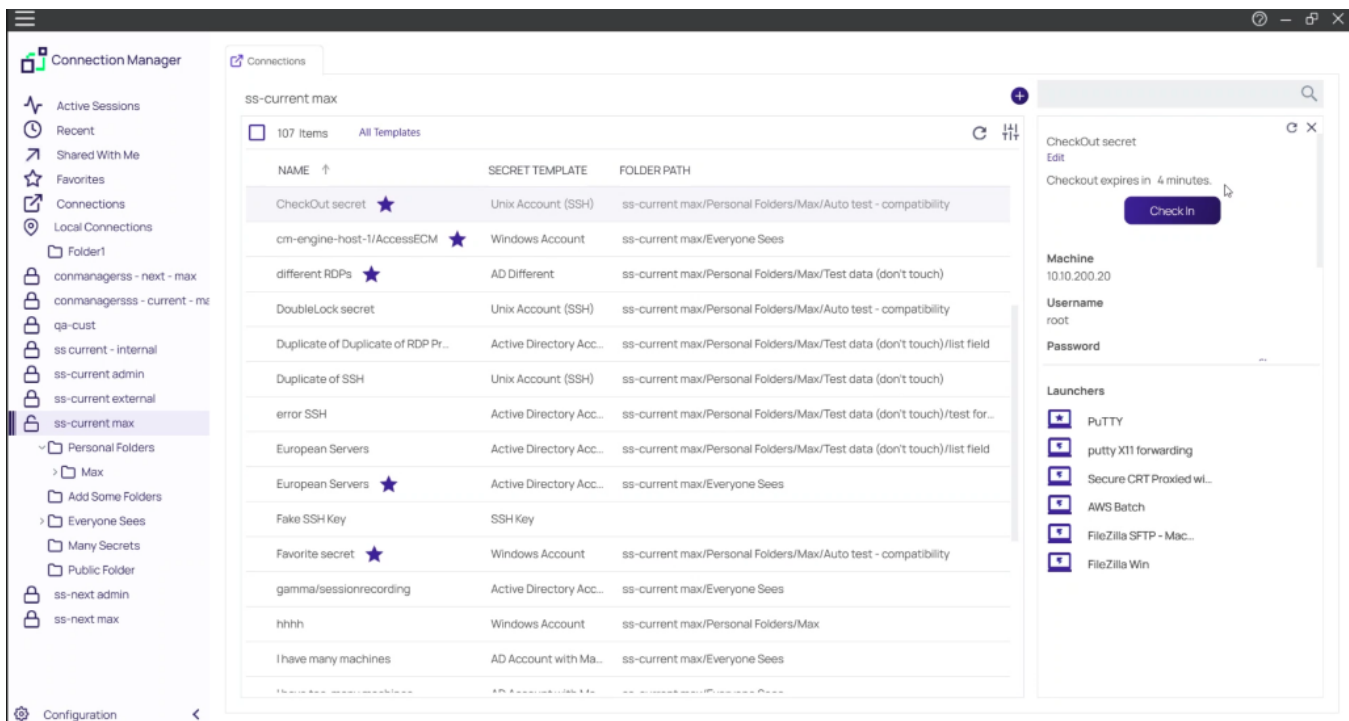 Connection Manager
Active Sessions
Recent
Shared With Me
Favorites
Connections
Local Connections
Folder1
conmanagerss - next - max
conmanagersss - current - ma
qa-cust
ss current - internal
ss-current admin
ss-current external
ss-current max
Personal Folders
Max
Add Some Folders
Everyone Sees
Many Secrets
Public Folder
ss-next admin
ss-next max
Configuration
Connections
ss-current max
107 Items All Templates
NAME SECRET TEMPLATE FOLDER PATH
CheckOut secret Unix Account (SSH) ss-current max/Personal Folders/Max/Auto test - compatibility
cm-engine-host-1/AccessECM Windows Account ss-current max/Everyone Sees
different RDPs AD Different ss-current max/Personal Folders/Max/Test data (don't touch)
DoubleLock secret Unix Account (SSH) ss-current max/Personal Folders/Max/Auto test - compatibility
Duplicate of Duplicate of RDP Pr... Active Directory Acc... ss-current max/Personal Folders/Max/Test data (don't touch)/list field
Duplicate of SSH Unix Account (SSH) ss-current max/Personal Folders/Max/Test data (don't touch)
error SSH Active Directory Acc... ss-current max/Personal Folders/Max/Test data (don't touch)/test for...
European Servers Active Directory Acc... ss-current max/Personal Folders/Max/Test data (don't touch)/list field
European Servers Active Directory Acc... ss-current max/Everyone Sees
Fake SSH Key SSH Key
Favorite secret Windows Account ss-current max/Personal Folders/Max/Auto test - compatibility
gamma/sessionrecording Active Directory Acc... ss-current max/Everyone Sees
hhhh Windows Account ss-current max/Personal Folders/Max
I have many machines AD Account with Ma... ss-current max/Everyone Sees
CheckOut secret
Edit
Checkout expires in 4 minutes.
Check In
Machine
10.10.200.20
Username
root
Password
Launchers
PuTTY
putty X11 forwarding
Secure CRT Proxied wi...
AWS Batch
FileZilla SFTP - Mac...
FileZilla Win